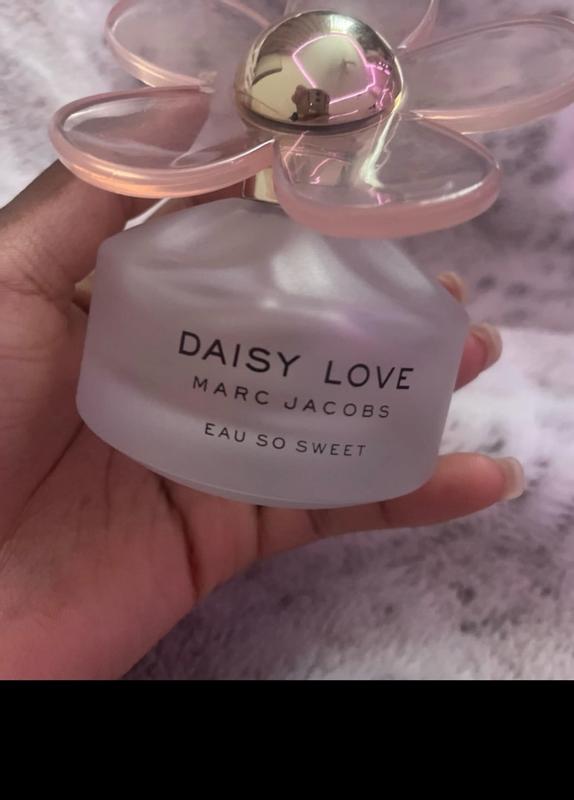 DAISY LOVE
MARC JACOBS
EAU SO SWEET